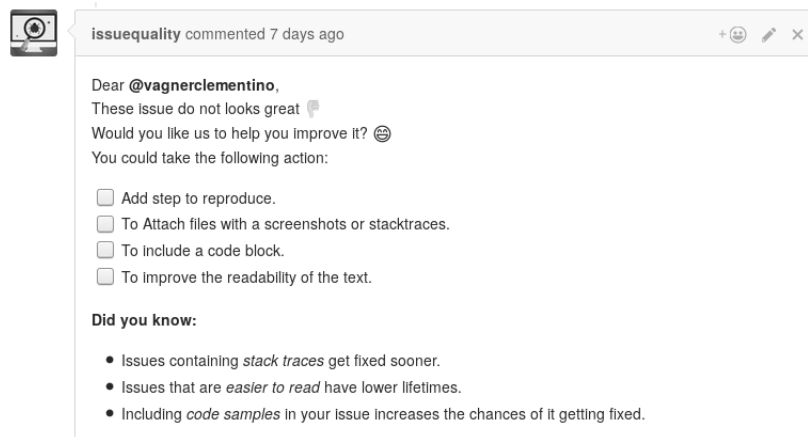 issuequality commented 7 days ago
Dear @vagnerclementino,
These issue do not looks great 👎
Would you like us to help you improve it? 😄
You could take the following action:
Add step to reproduce.
To Attach files with a screenshots or stacktraces.
To include a code block.
To improve the readability of the text.
Did you know:
Issues containing stack traces get fixed sooner.
Issues that are easier to read have lower lifetimes.
Including code samples in your issue increases the chances of it getting fixed.